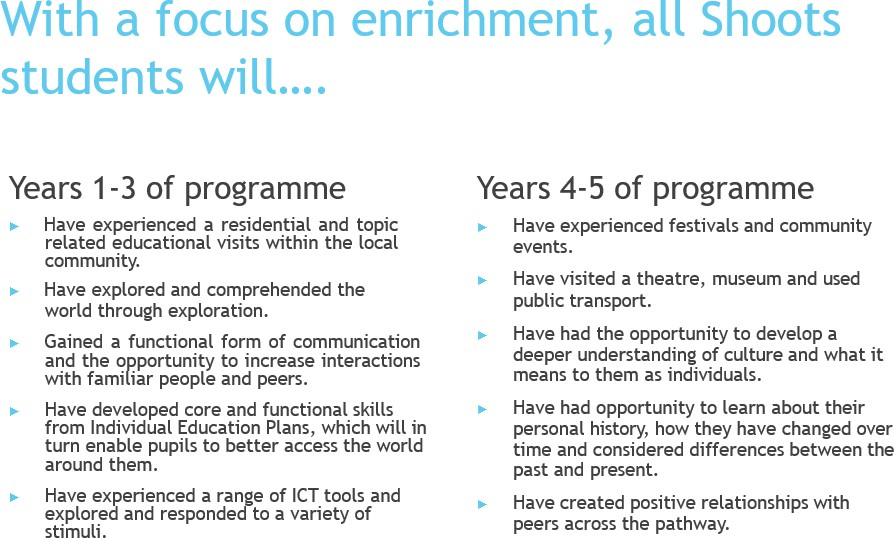 With a focus on enrichment, all Shoots
students will….
Years 1-3 of programme
► Have experienced a residential and topic
related educational visits within the local
community.
► Have explored and comprehended the
world through exploration.
► Gained a functional form of communication
and the opportunity to increase interactions
with familiar people and peers.
► Have developed core and functional skills
from Individual Education Plans, which will in
turn enable pupils to better access the world
around them.
► Have experienced a range of ICT tools and
explored and responded to a variety of
stimuli.
Years 4-5 of programme
► Have experienced festivals and community
events.
► Have visited a theatre, museum and used
public transport.
► Have had the opportunity to develop a
deeper understanding of culture and what it
means to them as individuals.
► Have had opportunity to learn about their
personal history, how they have changed over
time and considered differences between the
past and present.
► Have created positive relationships with
peers across the pathway.